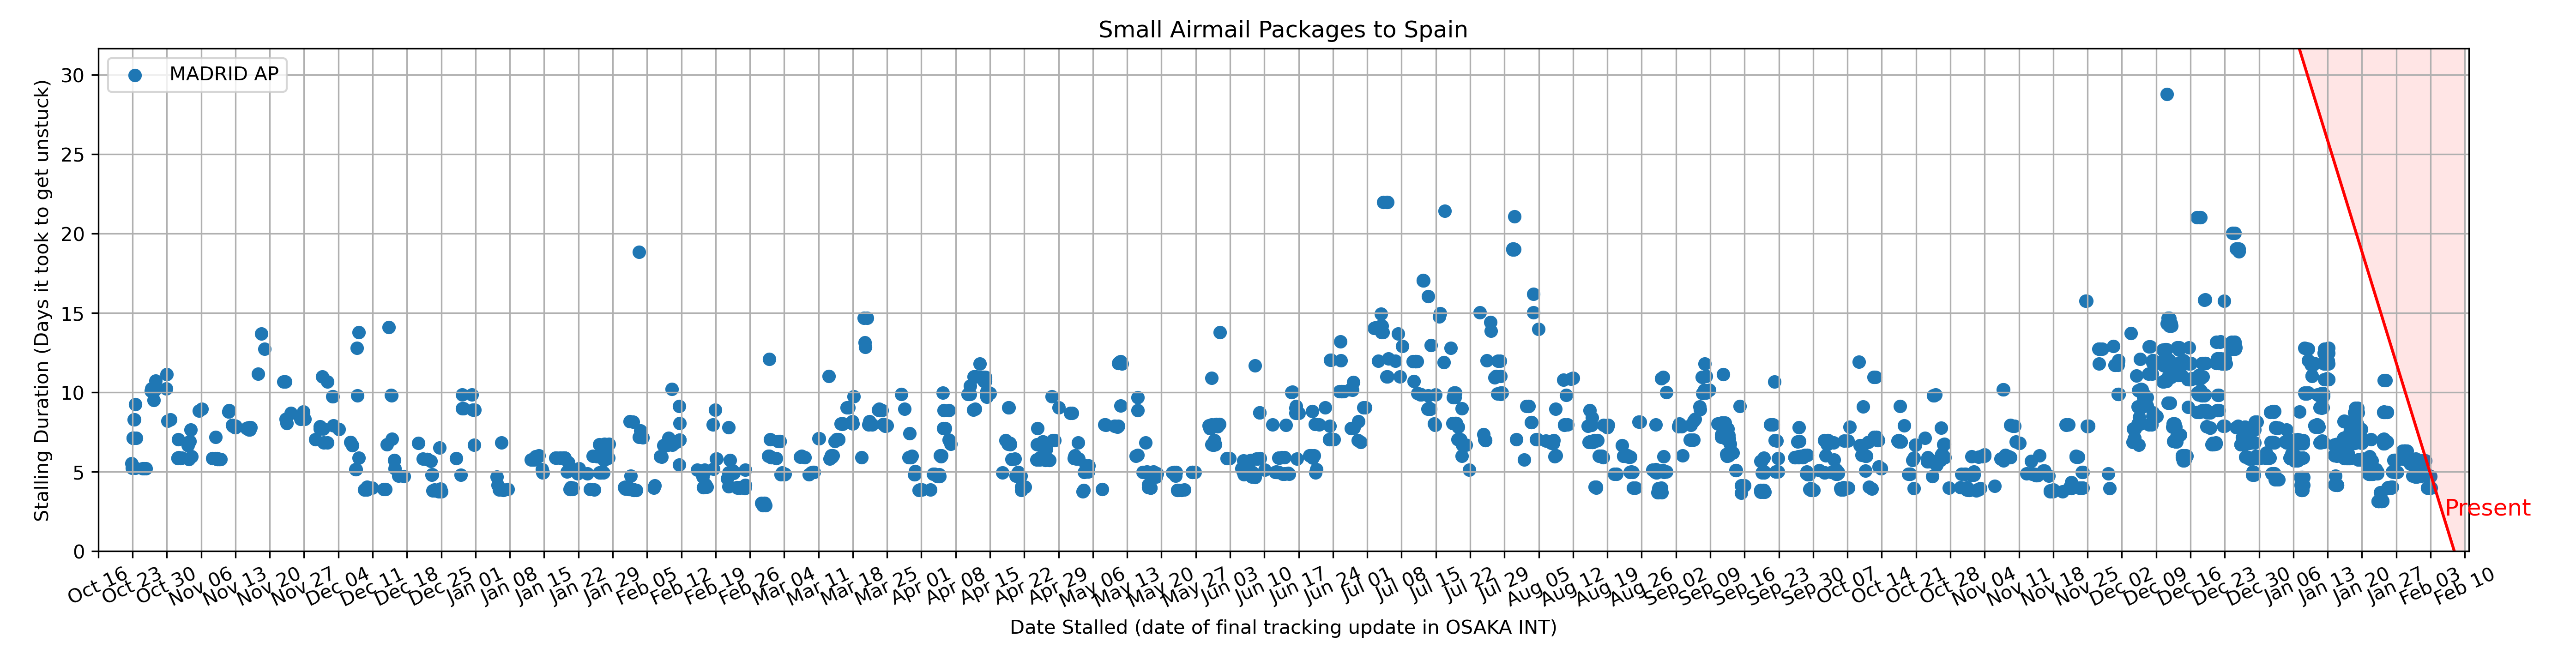 Small Airmail Packages to Spain
MADRID AP
Stalling Duration (Days it took to get unstuck)
30
25
20
15
10
5
0
Present
Oct 16
Oct 23
Oct 30
Nov 06
Nov 13
Nov 20
Nov 27
Dec 04
Dec 11
Dec 18
Dec 25
Jan 01
Jan 08
Jan 15
Jan 22
Jan 29
Feb 05
Feb 12
Feb 19
Feb 26
Mar 04
Mar 11
Mar 18
Mar 25
Apr 01
Apr 08
Apr 15
Apr 22
Apr 29
May 06
May 13
May 20
May 27
Jun 03
Jun 10
Jun 17
Jun 24
Jul 01
Jul 08
Jul 15
Jul 22
Jul 29
Aug 05
Aug 12
Aug 19
Aug 26
Sep 02
Sep 09
Sep 16
Sep 23
Sep 30
Oct 07
Oct 14
Oct 21
Oct 28
Nov 04
Nov 11
Nov 18
Nov 25
Dec 02
Dec 09
Dec 16
Dec 23
Dec 30
Jan 06
Jan 13
Jan 20
Jan 27
Feb 03
Feb 10
Date Stalled (date of final tracking update in OSAKA INT)